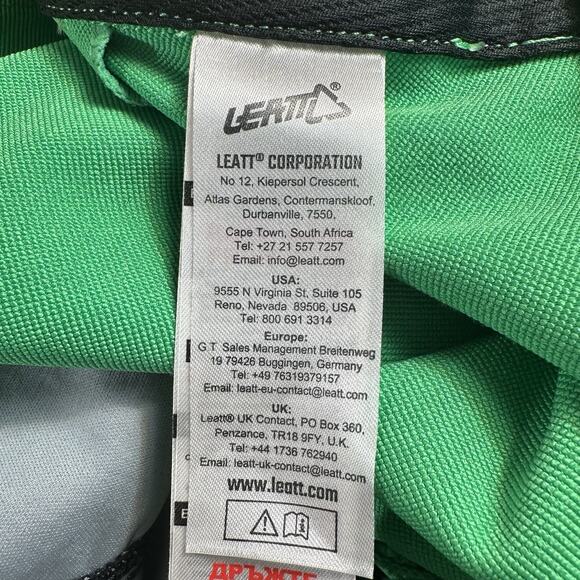 LEATT®
LEATT® CORPORATION
No 12, Kiepersol Crescent,
Atlas Gardens, Contermanskloof,
Durbanville, 7550,
Cape Town, South Africa
Tel: +27 21 557 7257
Email: info@leatt.com
USA:
9555 N Virginia St, Suite 105
Reno, Nevada 89506, USA
Tel: 800 691 3314
Europe:
G T Sales Management Breitenweg
19 79426 Buggingen, Germany
Tel: +49 76319379157
Email: leatt-eu-contact@leatt.com
UK:
Leatt® UK Contact, PO Box 360,
Penzance, TR18 9FY, U.K.
Tel: +44 1736 762940
Email: leatt-uk-contact@leatt.com
www.leatt.com
ДРЪЖТЕ